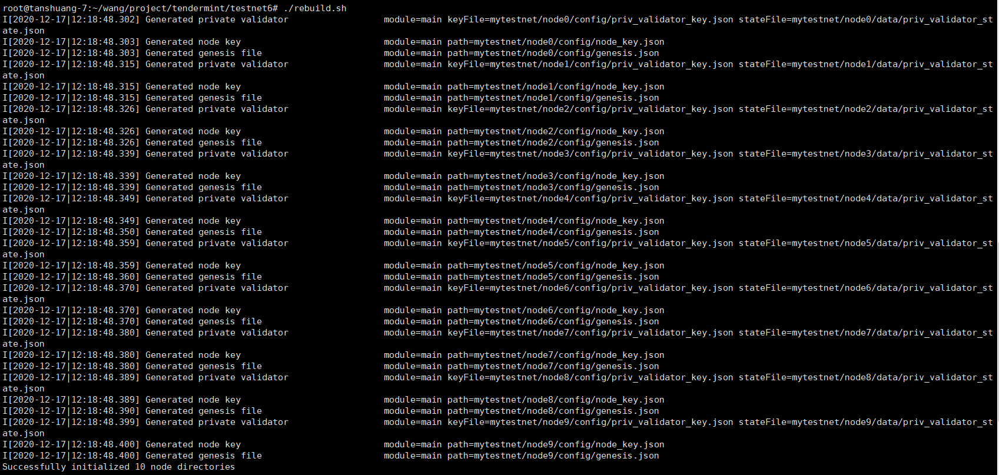 root@tanshuang-7:~/wang/project/tendermint/testnet6# ./rebuild.sh
I[2020-12-17|12:18:48.302] Generated private validator                  module=main keyFile=mytestnet/node0/config/priv_validator_key.json stateFile=mytestnet/node0/data/priv_validator_st
ate.json
I[2020-12-17|12:18:48.303] Generated node key                           module=main path=mytestnet/node0/config/node_key.json
I[2020-12-17|12:18:48.303] Generated genesis file                       module=main path=mytestnet/node0/config/genesis.json
I[2020-12-17|12:18:48.315] Generated private validator                  module=main keyFile=mytestnet/node1/config/priv_validator_key.json stateFile=mytestnet/node1/data/priv_validator_st
ate.json
I[2020-12-17|12:18:48.315] Generated node key                           module=main path=mytestnet/node1/config/node_key.json
I[2020-12-17|12:18:48.315] Generated genesis file                       module=main path=mytestnet/node1/config/genesis.json
I[2020-12-17|12:18:48.326] Generated private validator                  module=main keyFile=mytestnet/node2/config/priv_validator_key.json stateFile=mytestnet/node2/data/priv_validator_st
ate.json
I[2020-12-17|12:18:48.326] Generated node key                           module=main path=mytestnet/node2/config/node_key.json
I[2020-12-17|12:18:48.326] Generated genesis file                       module=main path=mytestnet/node2/config/genesis.json
I[2020-12-17|12:18:48.339] Generated private validator                  module=main keyFile=mytestnet/node3/config/priv_validator_key.json stateFile=mytestnet/node3/data/priv_validator_st
ate.json
I[2020-12-17|12:18:48.339] Generated node key                           module=main path=mytestnet/node3/config/node_key.json
I[2020-12-17|12:18:48.339] Generated genesis file                       module=main path=mytestnet/node3/config/genesis.json
I[2020-12-17|12:18:48.349] Generated private validator                  module=main keyFile=mytestnet/node4/config/priv_validator_key.json stateFile=mytestnet/node4/data/priv_validator_st
ate.json
I[2020-12-17|12:18:48.349] Generated node key                           module=main path=mytestnet/node4/config/node_key.json
I[2020-12-17|12:18:48.350] Generated genesis file                       module=main path=mytestnet/node4/config/genesis.json
I[2020-12-17|12:18:48.359] Generated private validator                  module=main keyFile=mytestnet/node5/config/priv_validator_key.json stateFile=mytestnet/node5/data/priv_validator_st
ate.json
I[2020-12-17|12:18:48.359] Generated node key                           module=main path=mytestnet/node5/config/node_key.json
I[2020-12-17|12:18:48.360] Generated genesis file                       module=main path=mytestnet/node5/config/genesis.json
I[2020-12-17|12:18:48.370] Generated private validator                  module=main keyFile=mytestnet/node6/config/priv_validator_key.json stateFile=mytestnet/node6/data/priv_validator_st
ate.json
I[2020-12-17|12:18:48.370] Generated node key                           module=main path=mytestnet/node6/config/node_key.json
I[2020-12-17|12:18:48.370] Generated genesis file                       module=main path=mytestnet/node6/config/genesis.json
I[2020-12-17|12:18:48.380] Generated private validator                  module=main keyFile=mytestnet/node7/config/priv_validator_key.json stateFile=mytestnet/node7/data/priv_validator_st
ate.json
I[2020-12-17|12:18:48.380] Generated node key                           module=main path=mytestnet/node7/config/node_key.json
I[2020-12-17|12:18:48.380] Generated genesis file                       module=main path=mytestnet/node7/config/genesis.json
I[2020-12-17|12:18:48.389] Generated private validator                  module=main keyFile=mytestnet/node8/config/priv_validator_key.json stateFile=mytestnet/node8/data/priv_validator_st
ate.json
I[2020-12-17|12:18:48.389] Generated node key                           module=main path=mytestnet/node8/config/node_key.json
I[2020-12-17|12:18:48.390] Generated genesis file                       module=main path=mytestnet/node8/config/genesis.json
I[2020-12-17|12:18:48.399] Generated private validator                  module=main keyFile=mytestnet/node9/config/priv_validator_key.json stateFile=mytestnet/node9/data/priv_validator_st
ate.json
I[2020-12-17|12:18:48.400] Generated node key                           module=main path=mytestnet/node9/config/node_key.json
I[2020-12-17|12:18:48.400] Generated genesis file                       module=main path=mytestnet/node9/config/genesis.json
Successfully initialized 10 node directories